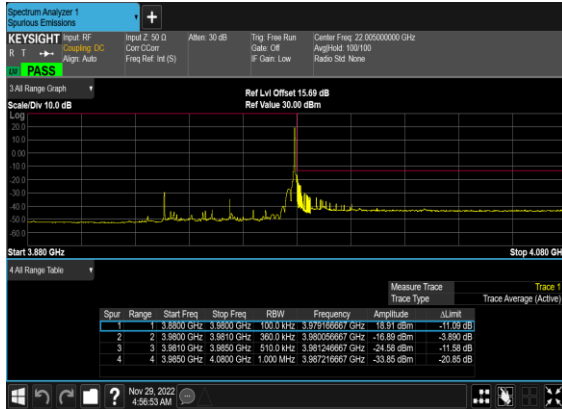 Spectrum Analyzer 1
Spurious Emissions
+
KEYSIGHT Input: RF Input Z: 50 Ω Atten: 30 dB Trig: Free Run Center Freq: 22.005000000 GHz
R T Coupling: DC Corr CCorr Gate: Off Avg|Hold: 100/100
Align: Auto Freq Ref: Int (S) IF Gain: Low Radio Std: None
PASS
3 All Range Graph Ref Lvl Offset 15.69 dB
Scale/Div 10.0 dB Ref Value 30.00 dBm
Log
20.0
10.0
0.00
-10.0
-20.0
-30.0
-40.0
-50.0
-60.0
Start 3.880 GHz Stop 4.080 GH
4 All Range Table
Measure Trace Trace 1
Trace Type Trace Average (Active)
Spur Range Start Freq Stop Freq RBW Frequency Amplitude ΔLimit
1 1 3.8800 GHz 3.9800 GHz 100.0 kHz 3.979166667 GHz 18.91 dBm -11.09 dB
2 2 3.9800 GHz 3.9810 GHz 360.0 kHz 3.980056667 GHz -16.89 dBm -3.890 dB
3 3 3.9810 GHz 3.9850 GHz 510.0 kHz 3.981246667 GHz -24.58 dBm -11.58 dB
4 4 3.9850 GHz 4.0800 GHz 1.000 MHz 3.987216667 GHz -33.85 dBm -20.85 dB
? Nov 29, 2022
4:56:53 AM